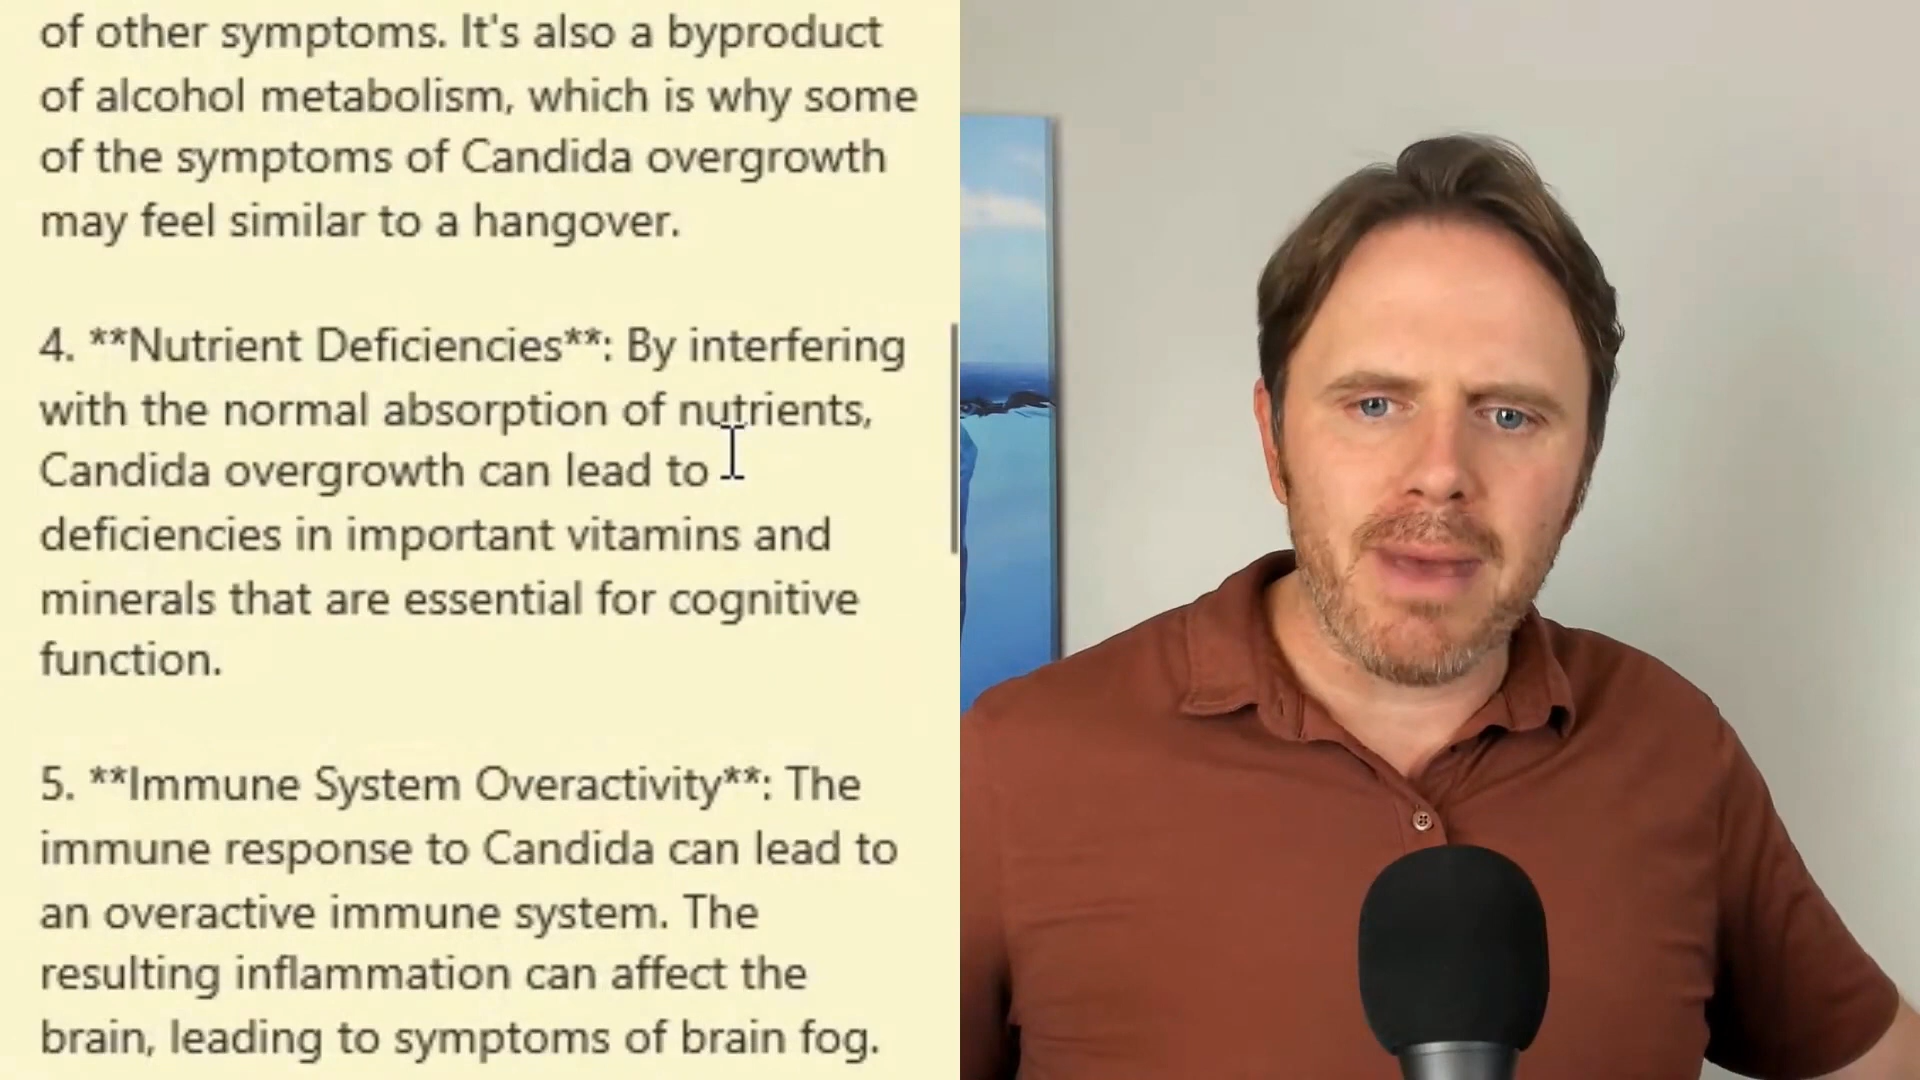 of other symptoms. It's also a byproduct
of alcohol metabolism, which is why some
of the symptoms of Candida overgrowth
may feel similar to a hangover.
4. **Nutrient Deficiencies**: By interfering
with the normal absorption of nutrients,
Candida overgrowth can lead to
deficiencies in important vitamins and
minerals that are essential for cognitive
function.
5. **Immune System Overactivity**: The
immune response to Candida can lead to
an overactive immune system. The
resulting inflammation can affect the
brain, leading to symptoms of brain fog.